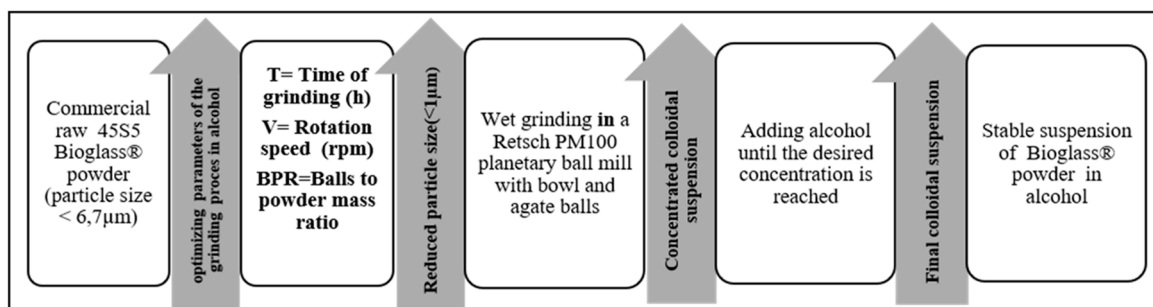 Commercial
raw 45S5
Bioglass®
powder
(particle size
< 6,7µm)
optimizing parameters of the
grinding proces in alcohol
T= Time of
grinding (h)
V= Rotation
speed (rpm)
BPR=Balls to
powder mass
ratio
Reduced particle size(<1µm)
Wet grinding in a
Retsch PM100
planetary ball mill
with bowl and
agate balls
Concentrated colloidal
suspension
Adding alcohol
until the desired
concentration is
reached
Final colloidal suspension
Stable suspension
of Bioglass®
powder in
alcohol